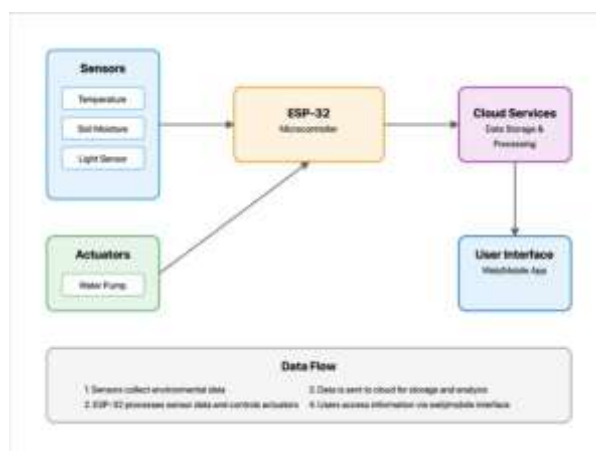 Sensors
Temperature
Soil Moisture
Light Sensor
ESP-32
Microcontroller
Cloud Services
Data Storage &
Processing
Actuators
Water Pump
User Interface
Web/Mobile App
Data Flow
1. Sensors collect environmental data
2. ESP-32 processes sensor data and controls actuators
3. Data is sent to cloud for storage and analysis
4. Users access information via web/mobile interface